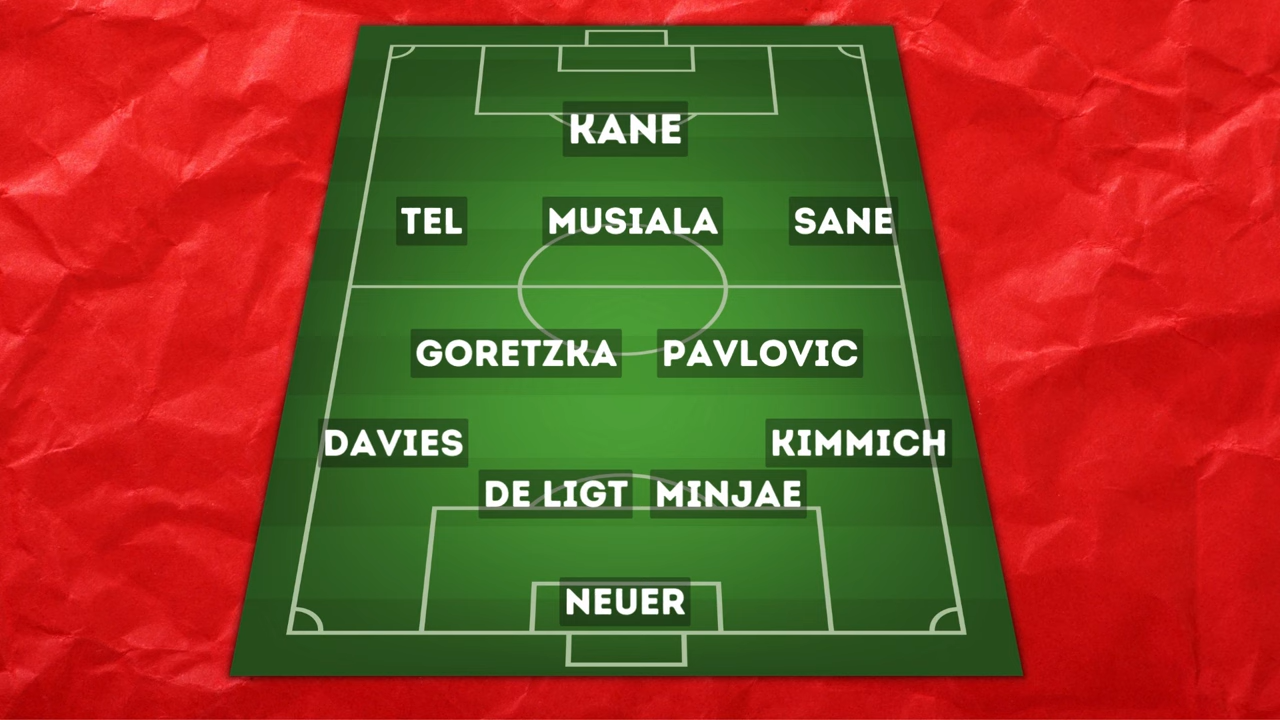 KANE
TEL MUSIALA SANE
GORETZKA PAVLOVIC
DAVIES KIMMICH
DE LIGT MINJAE
NEUER